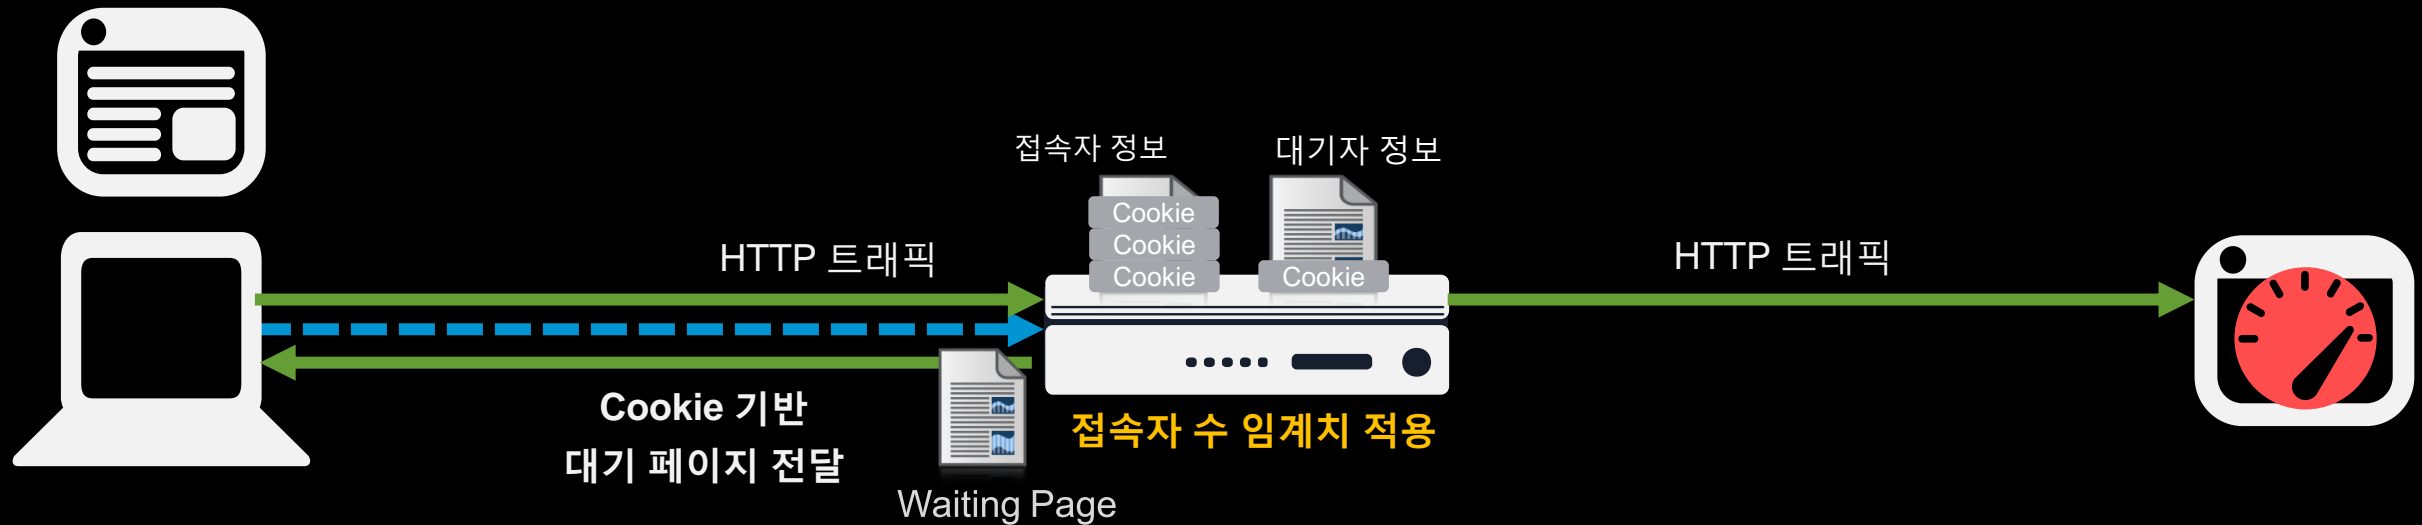 접속자 정보
대기자 정보
Cookie
Cookie
Cookie
Cookie
HTTP 트래픽
HTTP 트래픽
Cookie 기반
대기 페이지 전달
접속자 수 임계치 적용
Waiting Page